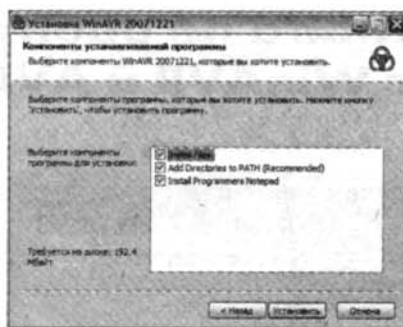 Установка WinAVR 20071221
Компоненты устанавливаемой программы
Выберите компоненты WinAVR 20071221, которые вы хотите установить.
Выберите компоненты программы, которые вы хотите установить. Нажмите кнопку
'Установить', чтобы установить программу.
Выберите компоненты
программы для установки:
Install Files
Add Directories to PATH (Recommended)
Install Programmers Notepad
Требуется на диске: 192.4
Мбайт
< Назад
Установить
Отмена